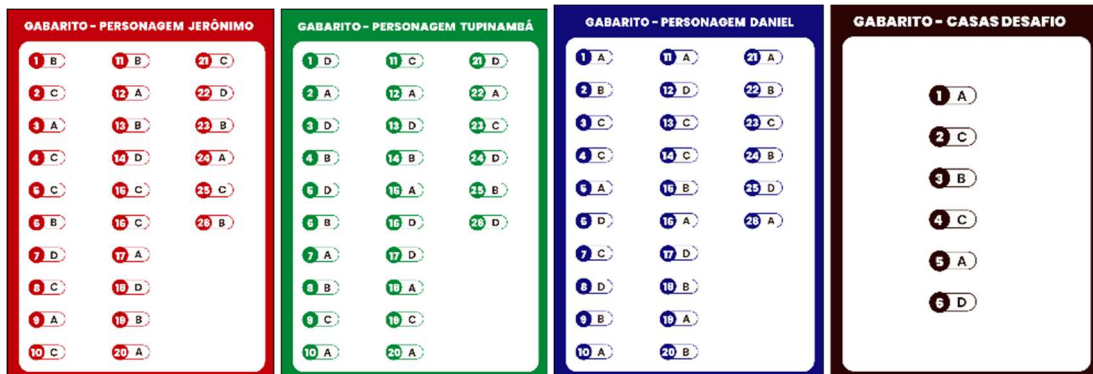 GABARITO - PERSONAGEM JERÔNIMO
1 B
2 C
3 A
4 C
5 C
6 B
7 D
8 C
9 A
10 C
11 B
12 A
13 B
14 D
15 C
16 C
17 A
18 D
19 B
20 A
21 C
22 D
23 B
24 A
25 C
26 B
GABARITO - PERSONAGEM TUPINAMBÁ
1 D
2 A
3 D
4 B
5 D
6 B
7 A
8 B
9 C
10 A
11 C
12 A
13 D
14 B
15 A
16 D
17 D
18 A
19 C
20 A
21 D
22 A
23 C
24 D
25 B
26 D
GABARITO - PERSONAGEM DANIEL
1 A
2 B
3 C
4 C
5 A
6 D
7 C
8 D
9 B
10 A
11 A
12 D
13 C
14 C
15 B
16 A
17 D
18 B
19 A
20 B
21 A
22 B
23 C
24 B
25 D
26 A
GABARITO - CASAS DESAFIO
1 A
2 C
3 B
4 C
5 A
6 D